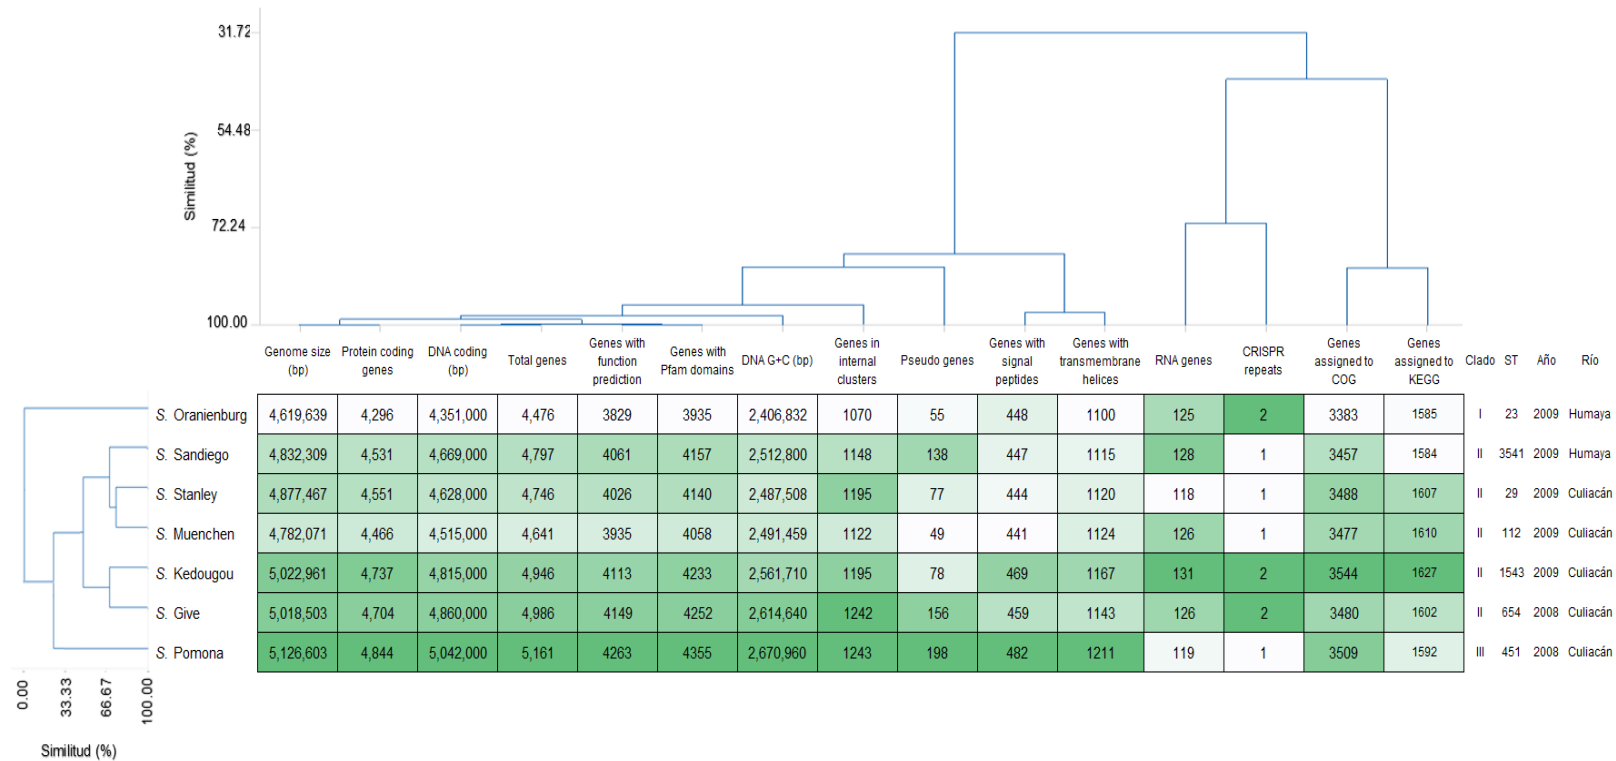 31.72
54.48
72.24
100.00
Similitud (%)
Genome size (bp) Protein coding genes DNA coding (bp) Total genes Genes with function prediction Genes with Pfam domains DNA G+C (bp) Genes in internal clusters Pseudo genes Genes with signal peptides Genes with transmembrane helices RNA genes CRISPR repeats Genes assigned to COG Genes assigned to KEGG Clado ST Año Río
S. Oranienburg 4,619,639 4,296 4,351,000 4,476 3829 3935 2,406,832 1070 55 448 1100 125 2 3383 1585 I 23 2009 Humaya
S. Sandiego 4,832,309 4,531 4,669,000 4,797 4061 4157 2,512,800 1148 138 447 1115 128 1 3457 1584 II 3541 2009 Humaya
S. Stanley 4,877,467 4,551 4,628,000 4,746 4026 4140 2,487,508 1195 77 444 1120 118 1 3488 1607 II 29 2009 Culiacán
S. Muenchen 4,782,071 4,466 4,515,000 4,641 3935 4058 2,491,459 1122 49 441 1124 126 1 3477 1610 II 112 2009 Culiacán
S. Kedougou 5,022,961 4,737 4,815,000 4,946 4113 4233 2,561,710 1195 78 469 1167 131 2 3544 1627 II 1543 2009 Culiacán
S. Give 5,018,503 4,704 4,860,000 4,986 4149 4252 2,614,640 1242 156 459 1143 126 2 3480 1602 II 654 2008 Culiacán
S. Pomona 5,126,603 4,844 5,042,000 5,161 4263 4355 2,670,960 1243 198 482 1211 119 1 3509 1592 III 451 2008 Culiacán
0.00 33.33 66.67 100.00
Similitud (%)